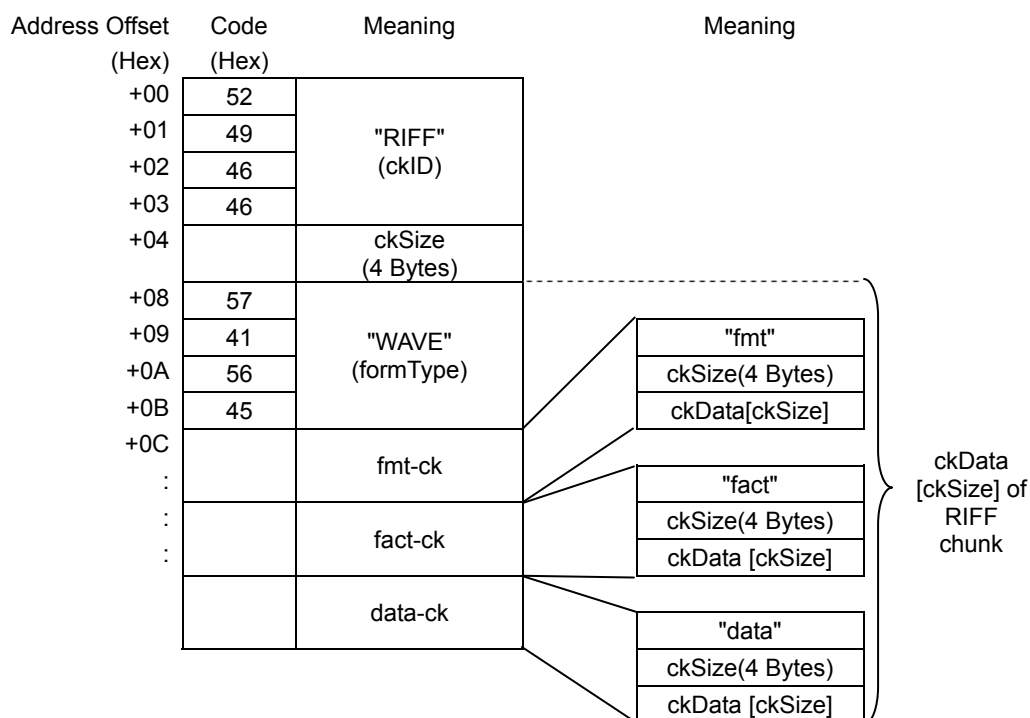 Address Offset Code Meaning Meaning
(Hex) (Hex)
+00 52
+01 49 "RIFF"
+02 46 (ckID)
+03 46
+04 ckSize
(4 Bytes)
+08 57
+09 41 "WAVE" "fmt"
+0A 56 (formType) ckSize(4 Bytes)
+0B 45 ckData[ckSize]
+0C
fmt-ck ckData
: "fact" [ckSize] of
: ckSize(4 Bytes) RIFF
: fact-ck ckData [ckSize] chunk
data-ck "data"
ckSize(4 Bytes)
ckData [ckSize]